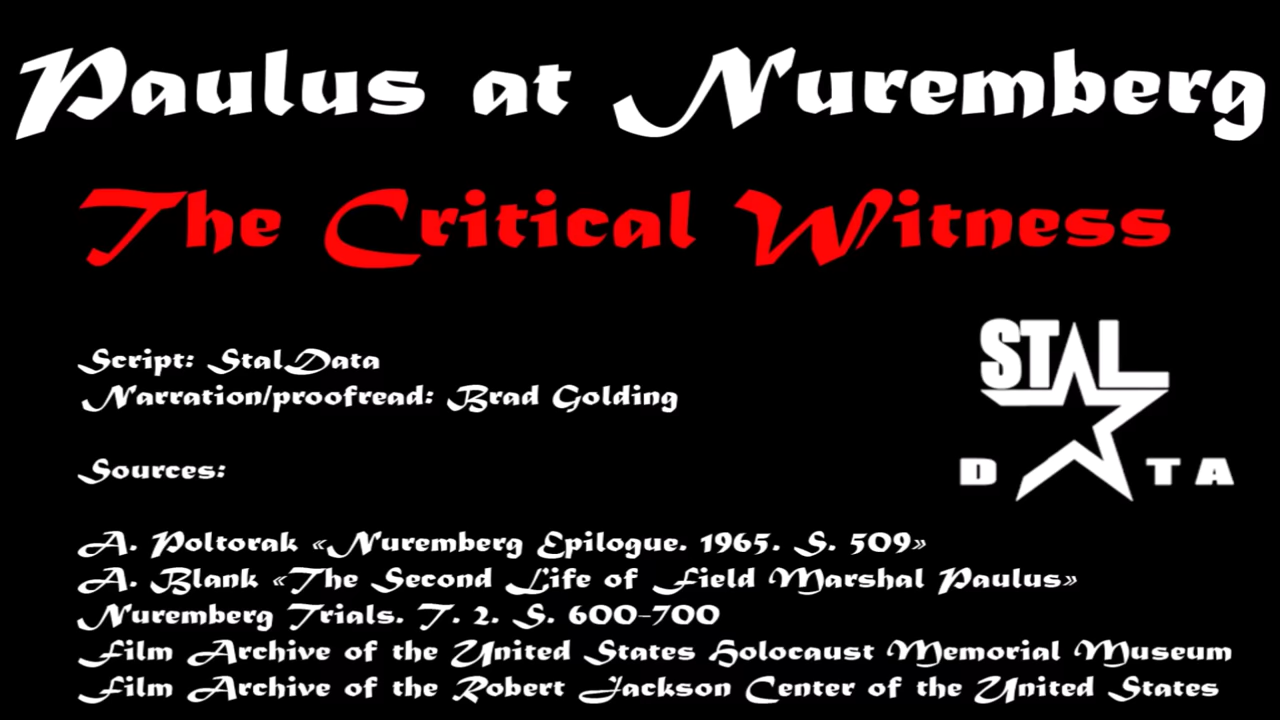 Paulus at Nuremberg
The Critical Witness
Script: StalData
Narration/proofread: Brad Golding
STAL
D TA
Sources:
A. Poltorak «Nuremberg Epilogue. 1965. S. 509»
A. Blank «The Second Life of Field Marshal Paulus»
Nuremberg Trials. T. 2. S. 600-700
Film Archive of the United States Holocaust Memorial Museum
Film Archive of the Robert Jackson Center of the United States